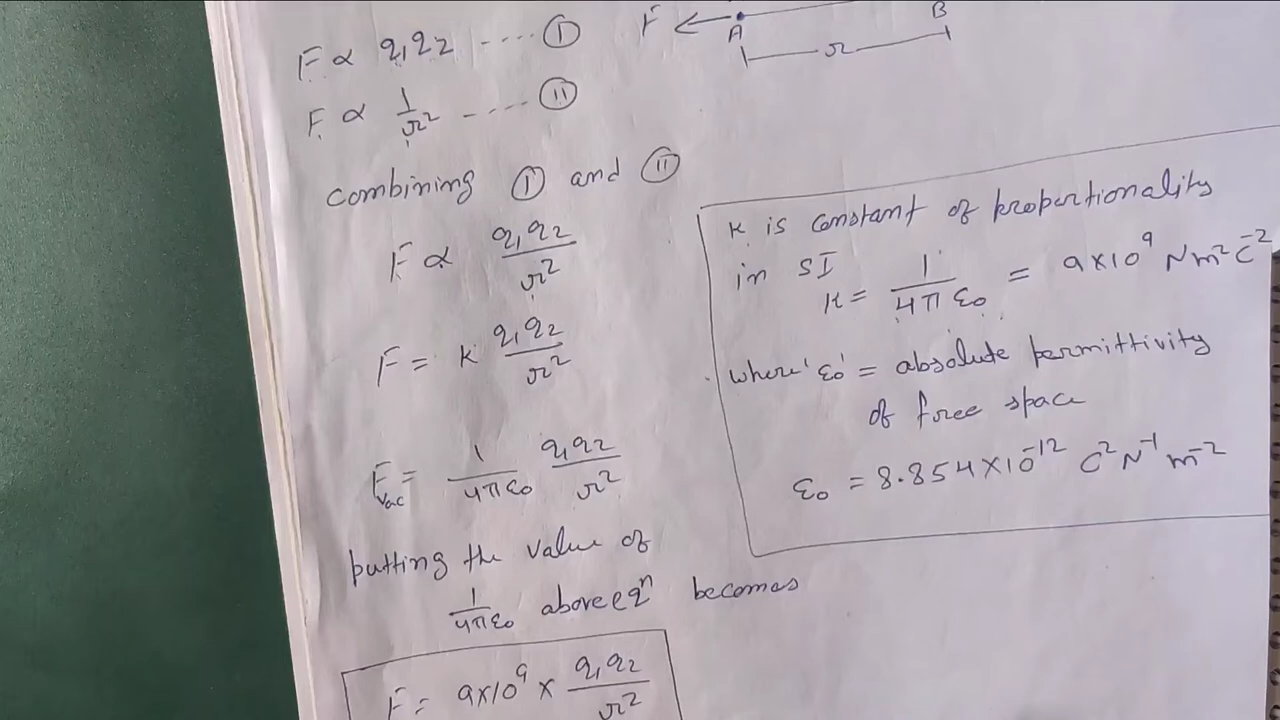 F ∝ q₁q₂ ----- (I)
F ← A B
r
F ∝ 1/r² ----- (II)
combining (I) and (II)
F ∝ q₁q₂/r²
F = k q₁q₂/r²
F_vac = 1/4πε₀ q₁q₂/r²
putting the value of
1/4πε₀ above eqⁿ becomes
F = 9×10⁹ × q₁q₂/r²
k is constant of proportionality
in SI
k = 1/4πε₀ = 9×10⁹ Nm²C⁻²
where 'ε₀' = absolute permittivity
of free space
ε₀ = 8.854×10⁻¹² C²N⁻¹m⁻²